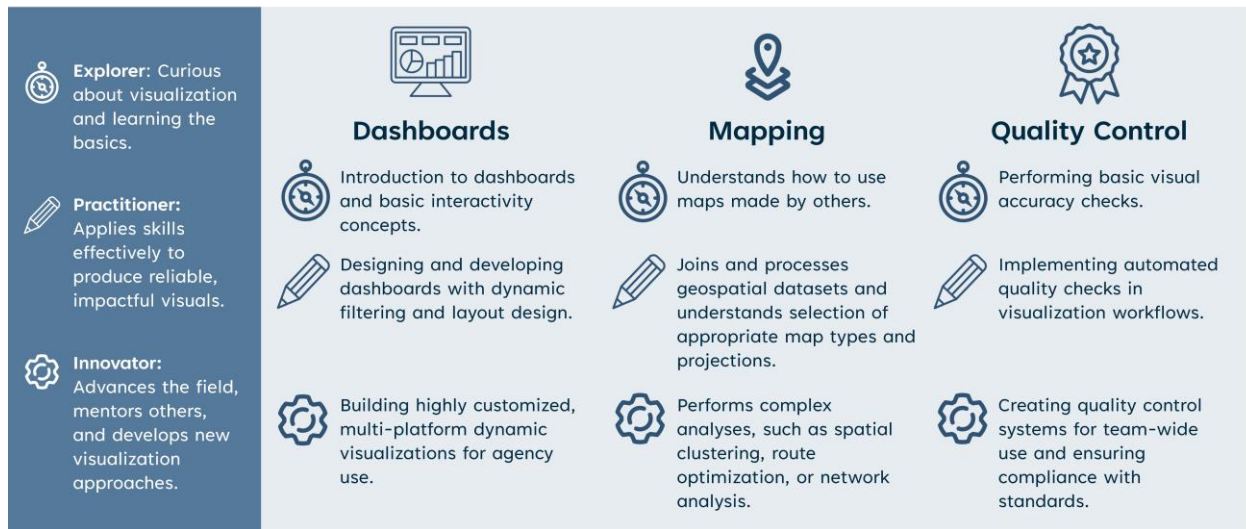 Explorer: Curious
about visualization
and learning the
basics.
Practitioner:
Applies skills
effectively to
produce reliable,
impactful visuals.
Innovator:
Advances the field,
mentors others,
and develops new
visualization
approaches.
Dashboards
Introduction to dashboards
and basic interactivity
concepts.
Designing and developing
dashboards with dynamic
filtering and layout design.
Building highly customized,
multi-platform dynamic
visualizations for agency
use.
Mapping
Understands how to use
maps made by others.
Joins and processes
geospatial datasets and
understands selection of
appropriate map types and
projections.
Performs complex
analyses, such as spatial
clustering, route
optimization, or network
analysis.
Quality Control
Performing basic visual
accuracy checks.
Implementing automated
quality checks in
visualization workflows.
Creating quality control
systems for team-wide
use and ensuring
compliance with
standards.